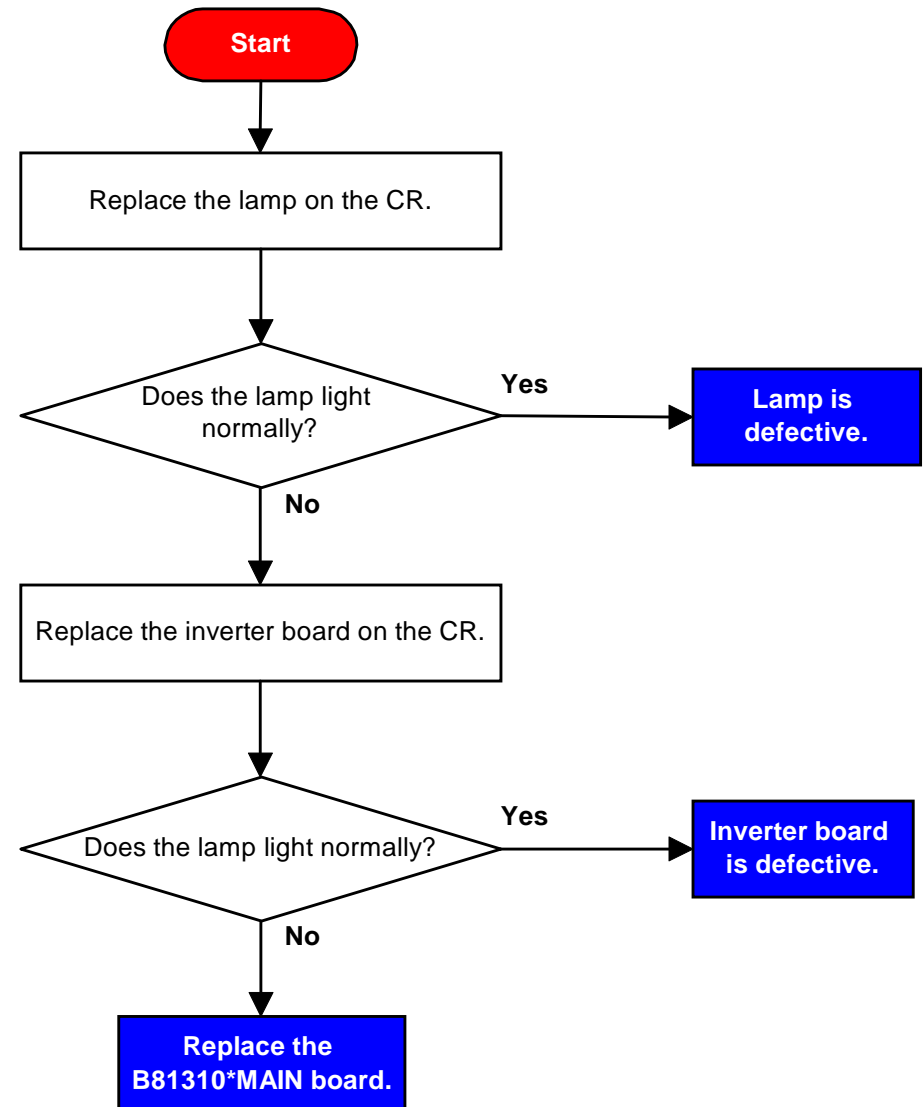 Start
Replace the lamp on the CR.
Does the lamp light
normally?
Yes
Lamp is
defective.
No
Replace the inverter board on the CR.
Does the lamp light normally?
Yes
Inverter board
is defective.
No
Replace the
B81310*MAIN board.